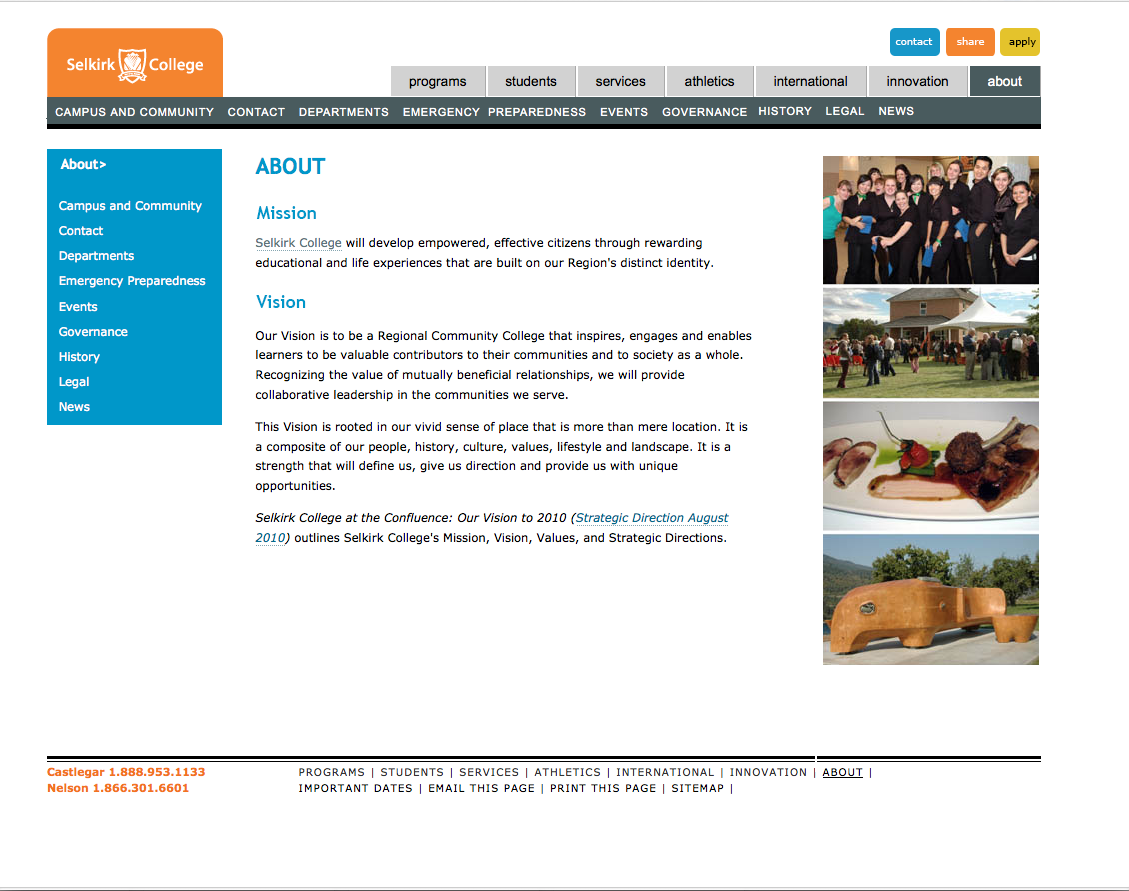 contact share apply
Selkirk College
programs students services athletics international innovation about
CAMPUS AND COMMUNITY CONTACT DEPARTMENTS EMERGENCY PREPAREDNESS EVENTS GOVERNANCE HISTORY LEGAL NEWS
About>
Campus and Community
Contact
Departments
Emergency Preparedness
Events
Governance
History
Legal
News
ABOUT
Mission
Selkirk College will develop empowered, effective citizens through rewarding
educational and life experiences that are built on our Region's distinct identity.
Vision
Our Vision is to be a Regional Community College that inspires, engages and enables
learners to be valuable contributors to their communities and to society as a whole.
Recognizing the value of mutually beneficial relationships, we will provide
collaborative leadership in the communities we serve.
This Vision is rooted in our vivid sense of place that is more than mere location. It is
a composite of our people, history, culture, values, lifestyle and landscape. It is a
strength that will define us, give us direction and provide us with unique
opportunities.
Selkirk College at the Confluence: Our Vision to 2010 (Strategic Direction August
2010) outlines Selkirk College's Mission, Vision, Values, and Strategic Directions.
Castlegar 1.888.953.1133
Nelson 1.866.301.6601
PROGRAMS | STUDENTS | SERVICES | ATHLETICS | INTERNATIONAL | INNOVATION | ABOUT |
IMPORTANT DATES | EMAIL THIS PAGE | PRINT THIS PAGE | SITEMAP |